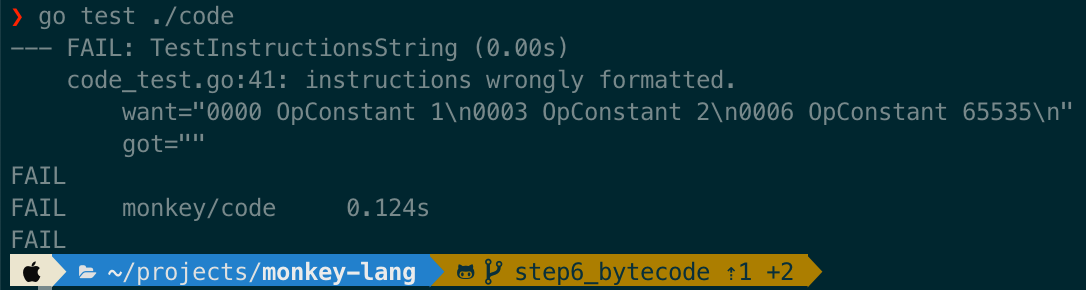 ❯ go test ./code
--- FAIL: TestInstructionsString (0.00s)
    code_test.go:41: instructions wrongly formatted.
        want="0000 OpConstant 1\n0003 OpConstant 2\n0006 OpConstant 65535\n"
        got=""
FAIL
FAIL    monkey/code     0.124s
FAIL
~/projects/monkey-lang step6_bytecode ⇡1 +2